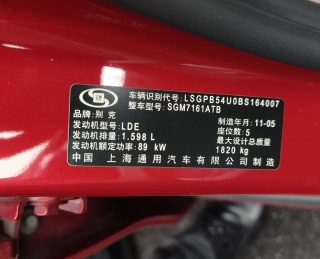 车辆识别代号:LSGPB54U0BS164007
整车型号:SGM7161ATB
品牌:别克 制造年月:11-05
发动机型号:LDE 座位数:5
发动机排量:1.598 L 最大设计总质量
发动机额定功率:89 kW 1820 kg
中国 上海通用汽车有限公司制造